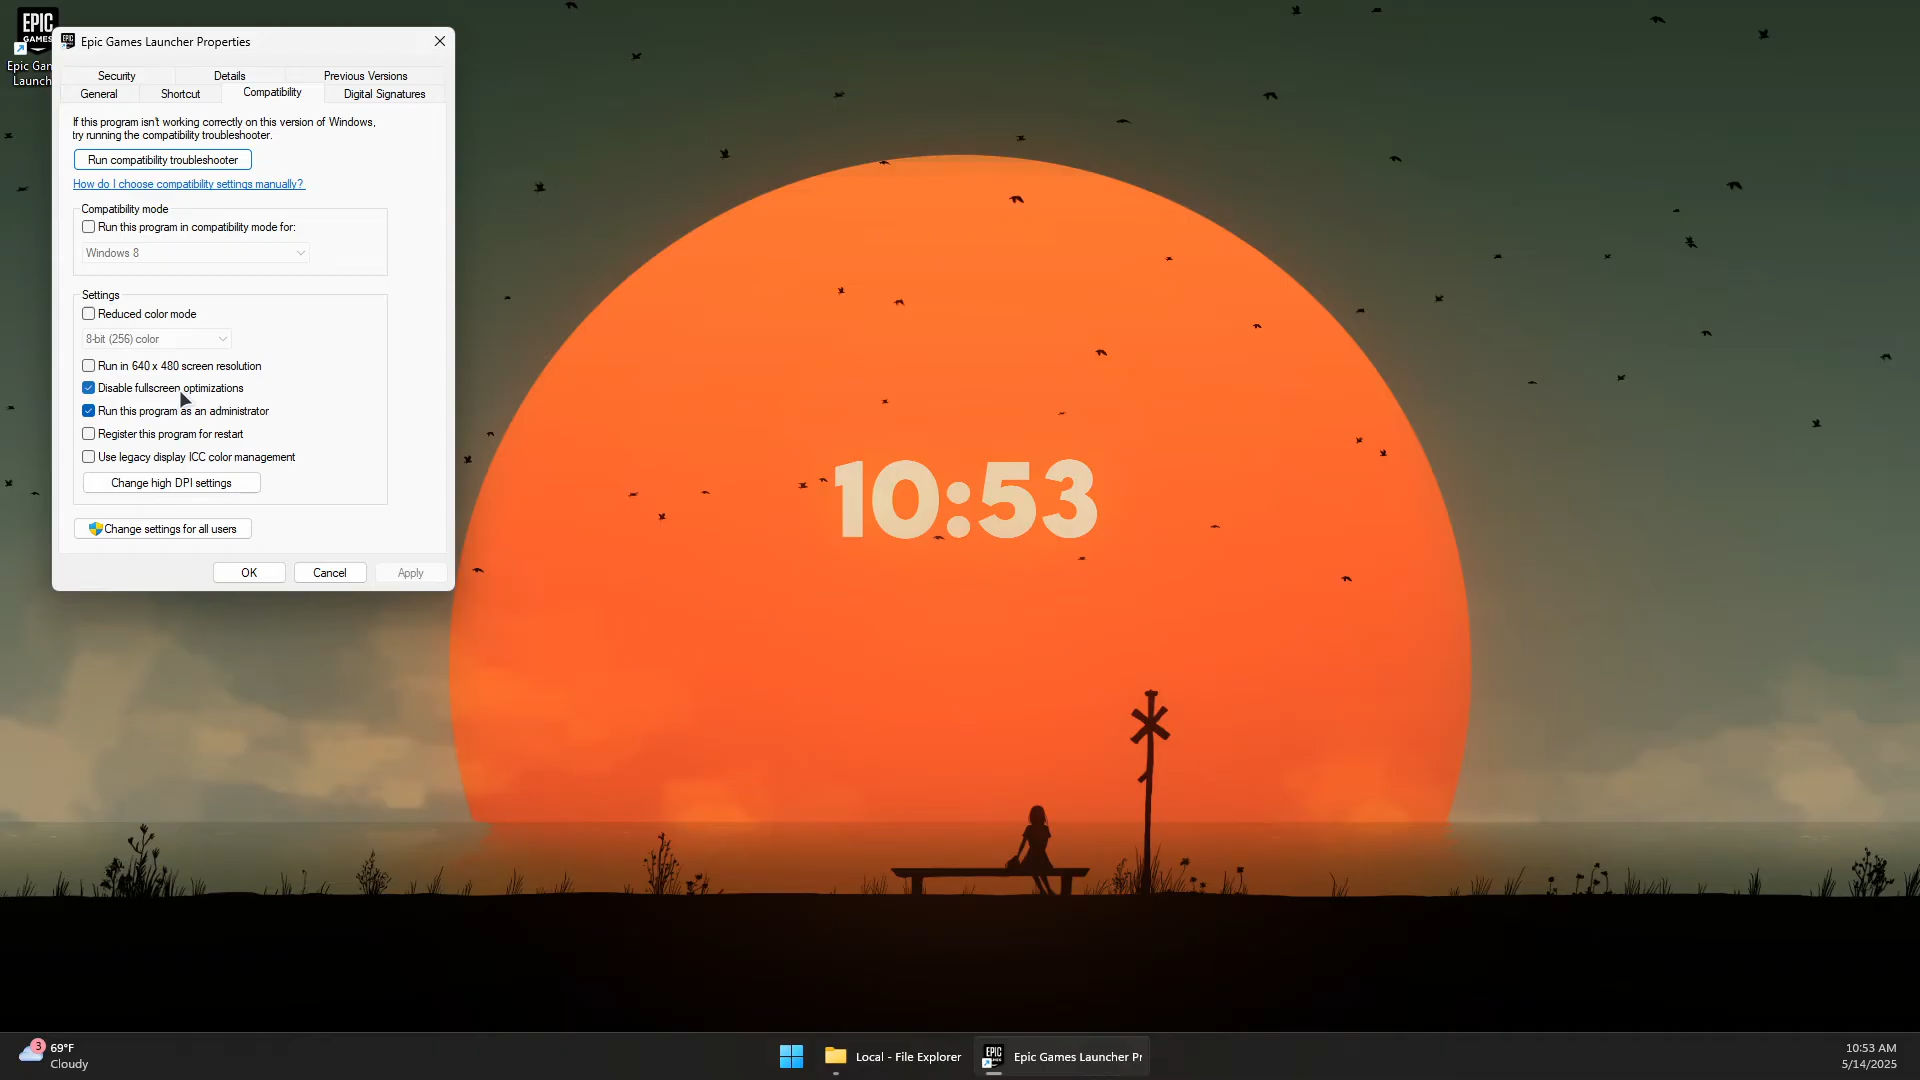 EPIC
GAMES
Epic Gam
Launch
Epic Games Launcher Properties
Security
Details
Previous Versions
General
Shortcut
Compatibility
Digital Signatures
If this program isn't working correctly on this version of Windows,
try running the compatibility troubleshooter.
Run compatibility troubleshooter
How do I choose compatibility settings manually?
Compatibility mode
Run this program in compatibility mode for:
Windows 8
Settings
Reduced color mode
8-bit (256) color
Run in 640 x 480 screen resolution
Disable fullscreen optimizations
Run this program as an administrator
Register this program for restart
Use legacy display ICC color management
Change high DPI settings
Change settings for all users
OK
Cancel
Apply
10:53
3
69°F
Cloudy
Local - File Explorer
EPIC
Epic Games Launcher Pr
10:53 AM
5/14/2025